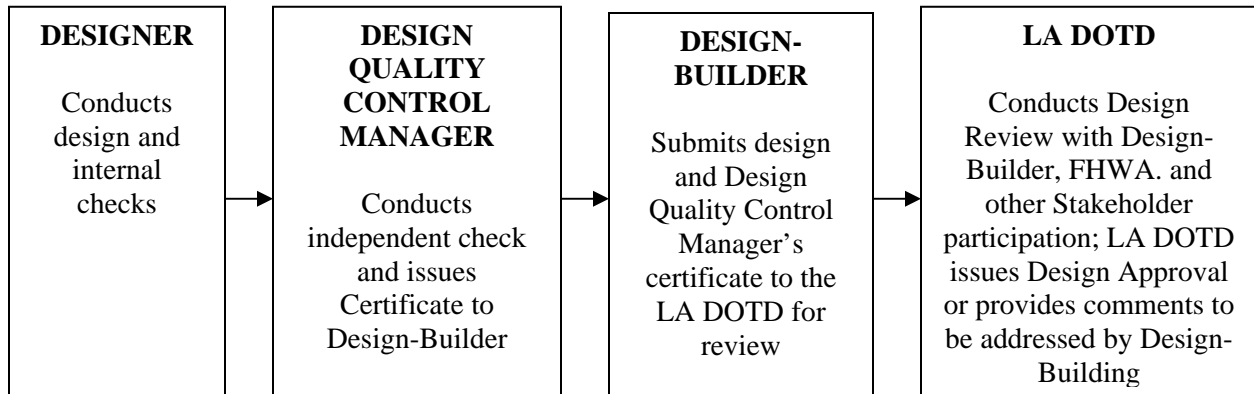 DESIGNER
Conducts
design and
internal
checks
DESIGN
QUALITY
CONTROL
MANAGER
Conducts
independent check
and issues
Certificate to
Design-Builder
DESIGN-
BUILDER
Submits design
and Design
Quality Control
Manager’s
certificate to the
LA DOTD for
review
LA DOTD
Conducts Design
Review with Design-
Builder, FHWA. and
other Stakeholder
participation; LA DOTD
issues Design Approval
or provides comments to
be addressed by Design-
Building